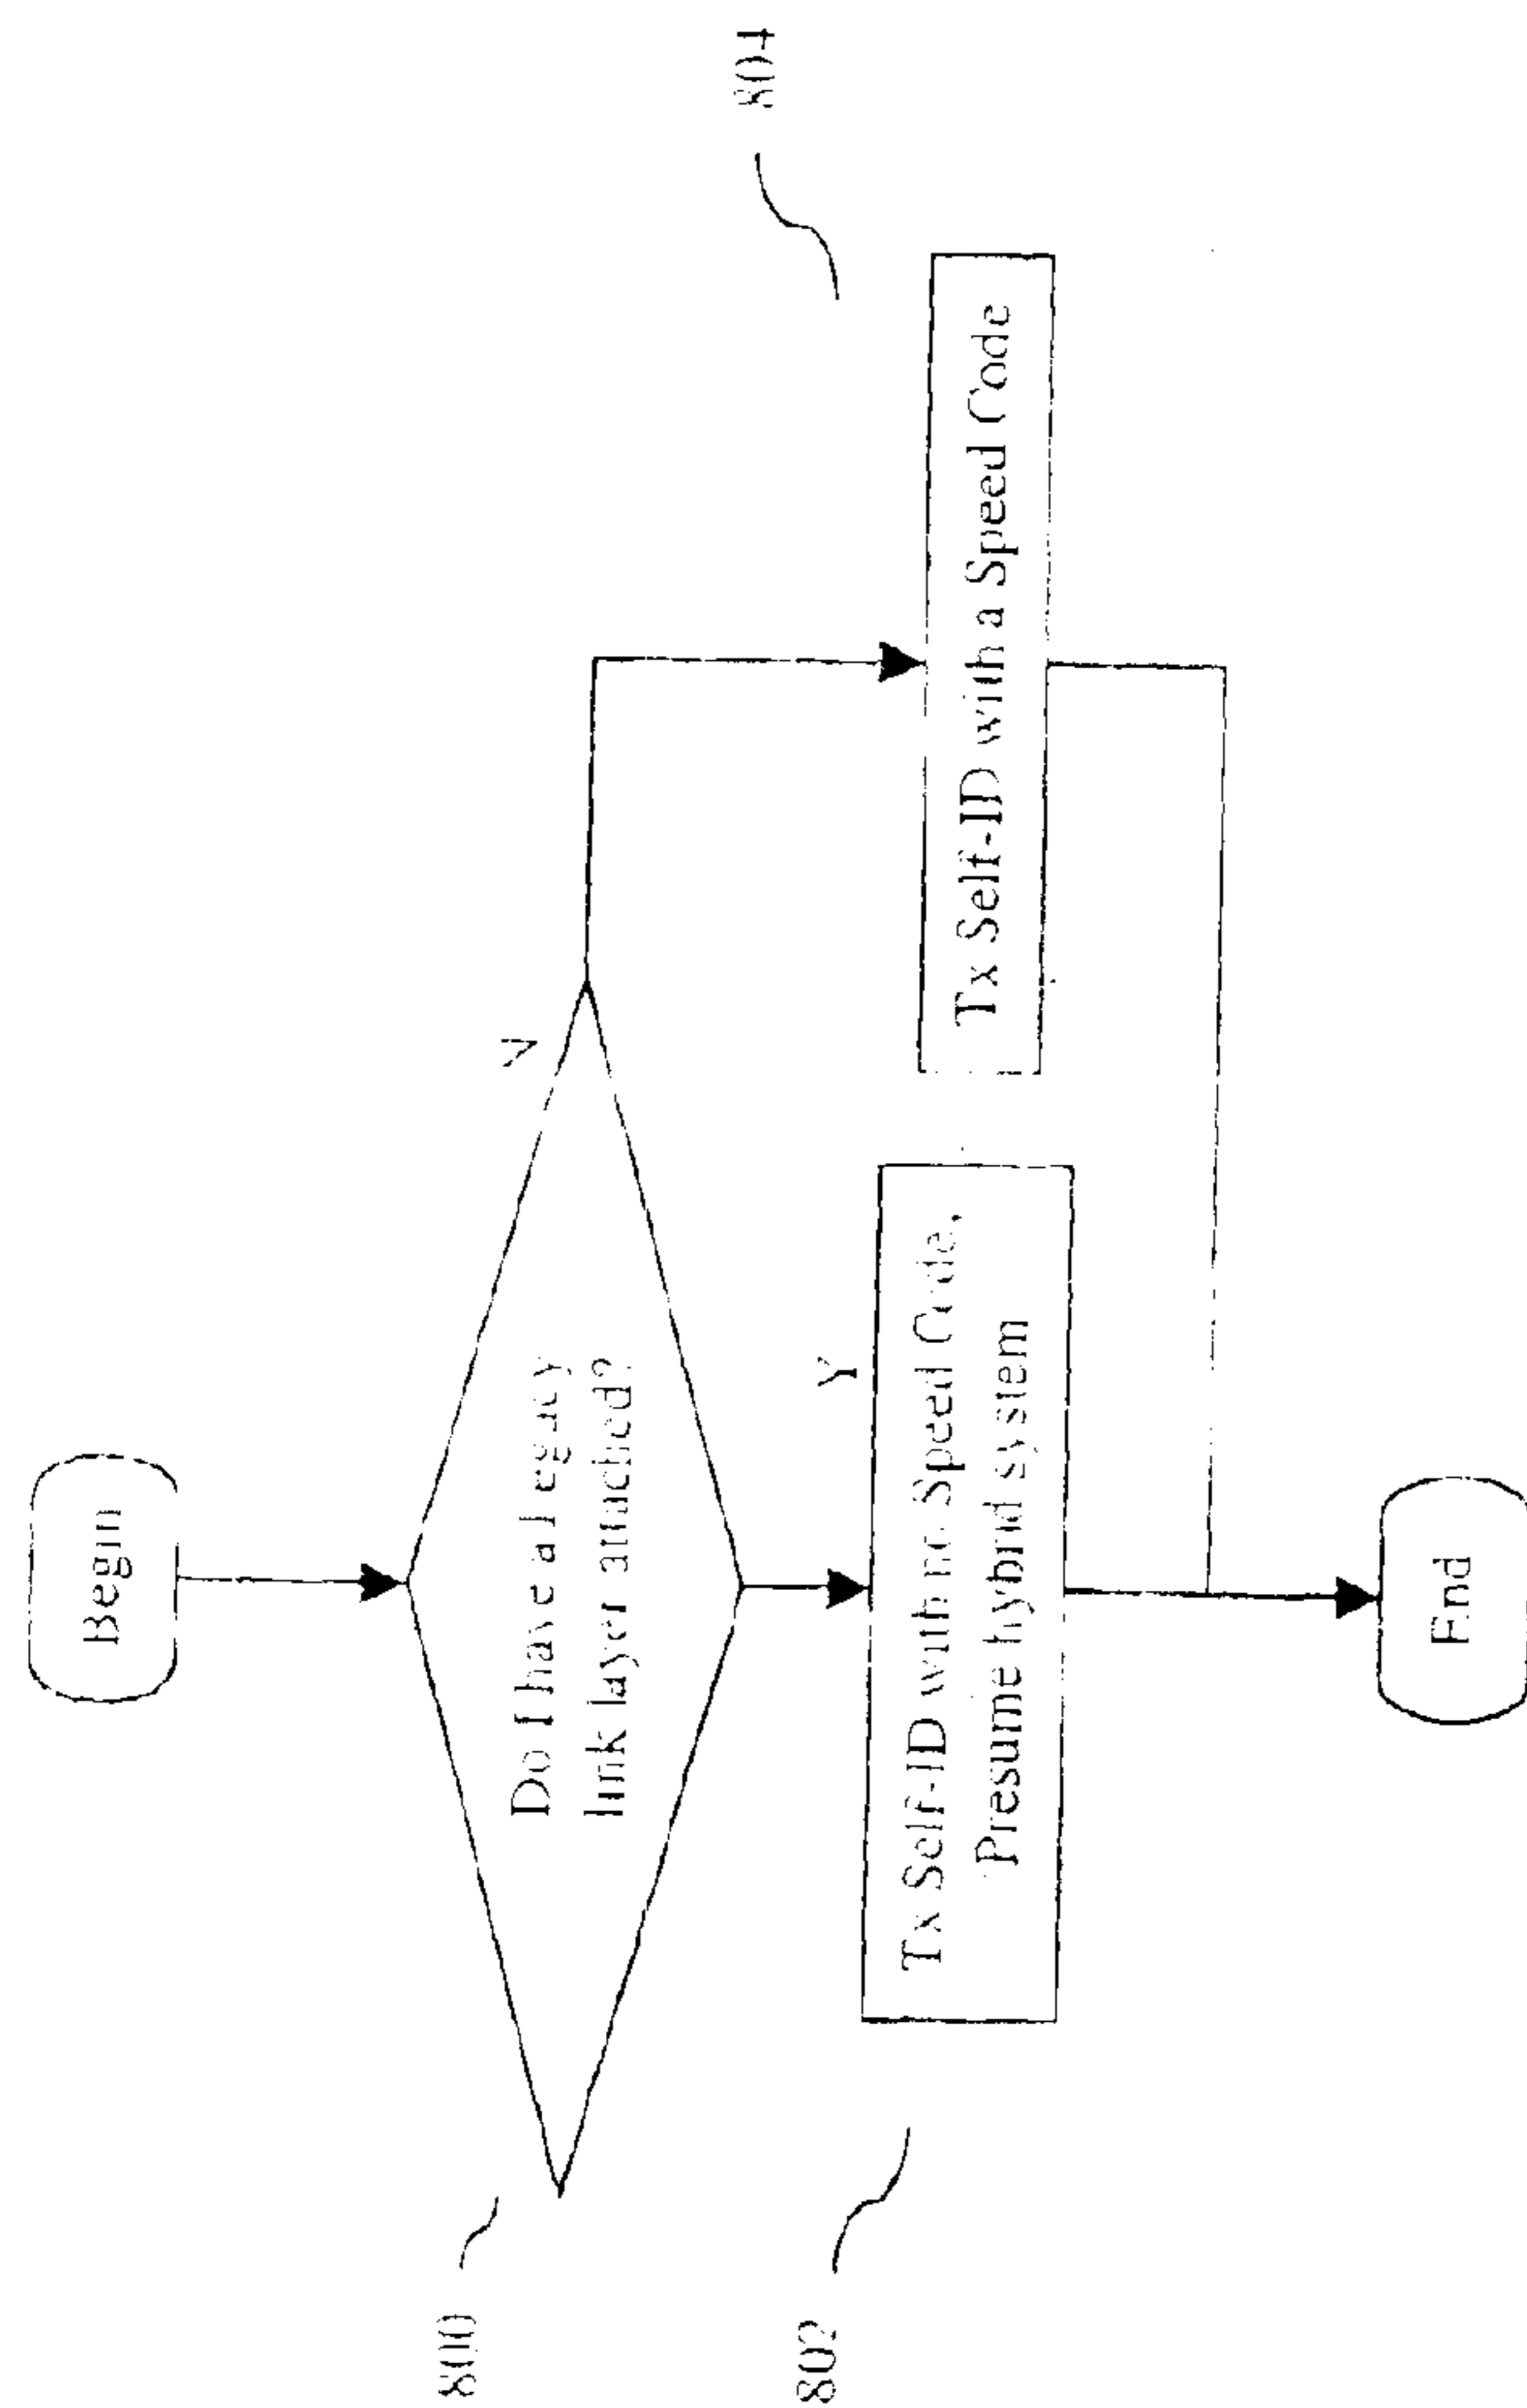 Begin
800
Do I have a Legacy
link layer attached?
N
Y
802
Tx Self-ID with no Speed Code,
Presume hybrid system
804
Tx Self-ID with a Speed Code
End